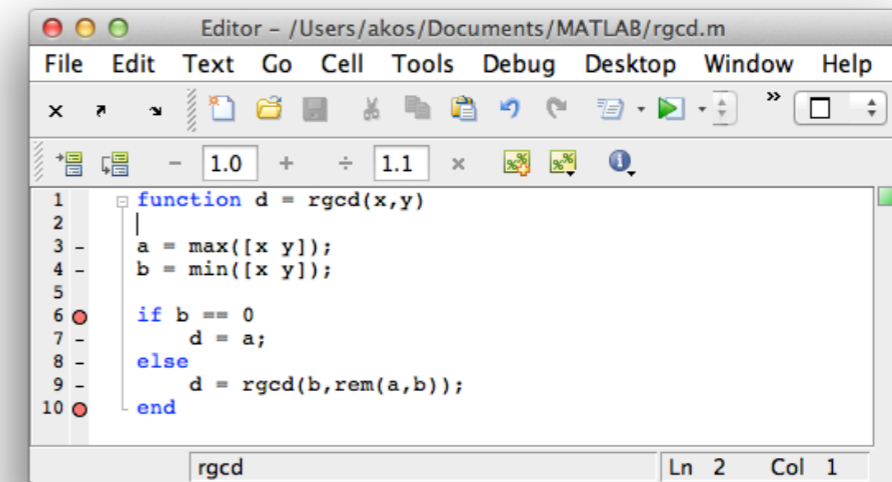 Editor – /Users/akos/Documents/MATLAB/rgcd.m
File Edit Text Go Cell Tools Debug Desktop Window Help
− 1.0 + ÷ 1.1 ×
1 function d = rgcd(x,y)
2
3 – a = max([x y]);
4 – b = min([x y]);
5
6 if b == 0
7 – d = a;
8 – else
9 – d = rgcd(b,rem(a,b));
10 end
rgcd Ln 2 Col 1